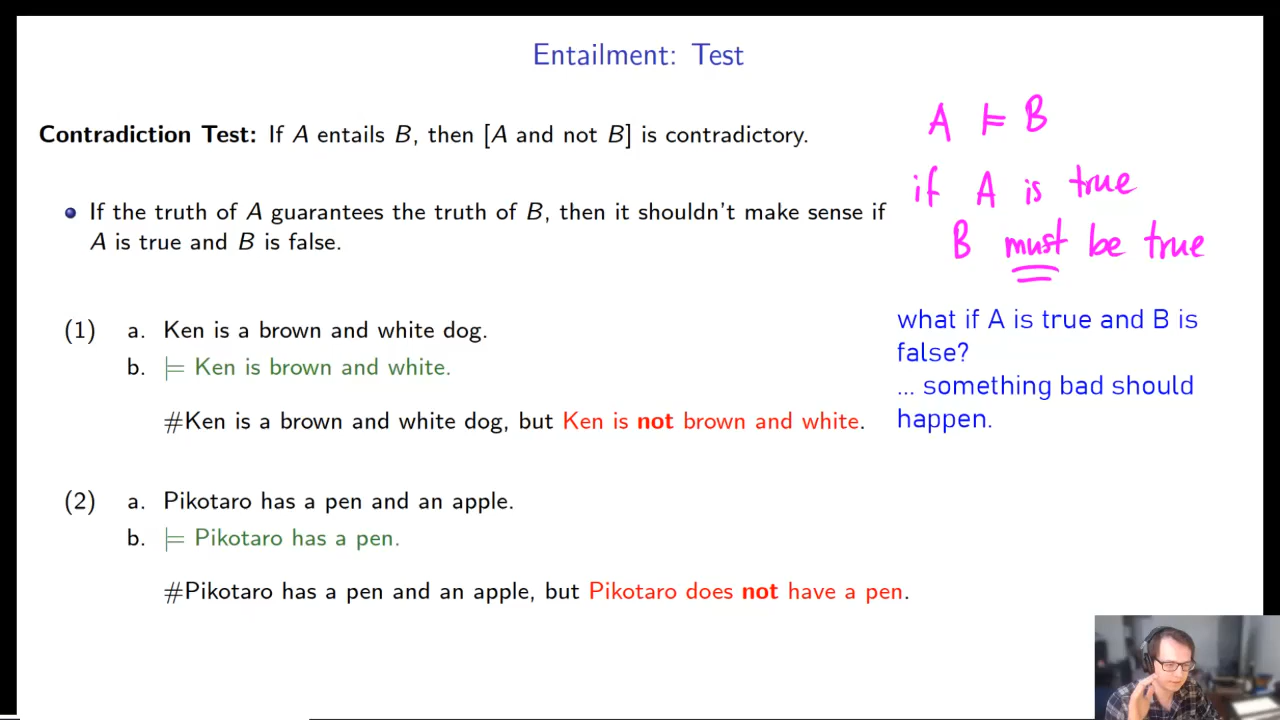 Entailment: Test
Contradiction Test: If A entails B, then [A and not B] is contradictory.
If the truth of A guarantees the truth of B, then it shouldn't make sense if
A is true and B is false.
(1) a. Ken is a brown and white dog.
b. ⊨ Ken is brown and white.
#Ken is a brown and white dog, but Ken is not brown and white.
(2) a. Pikotaro has a pen and an apple.
b. ⊨ Pikotaro has a pen.
#Pikotaro has a pen and an apple, but Pikotaro does not have a pen.
A ⊨ B
if A is true
B must be true
what if A is true and B is
false?
... something bad should
happen.